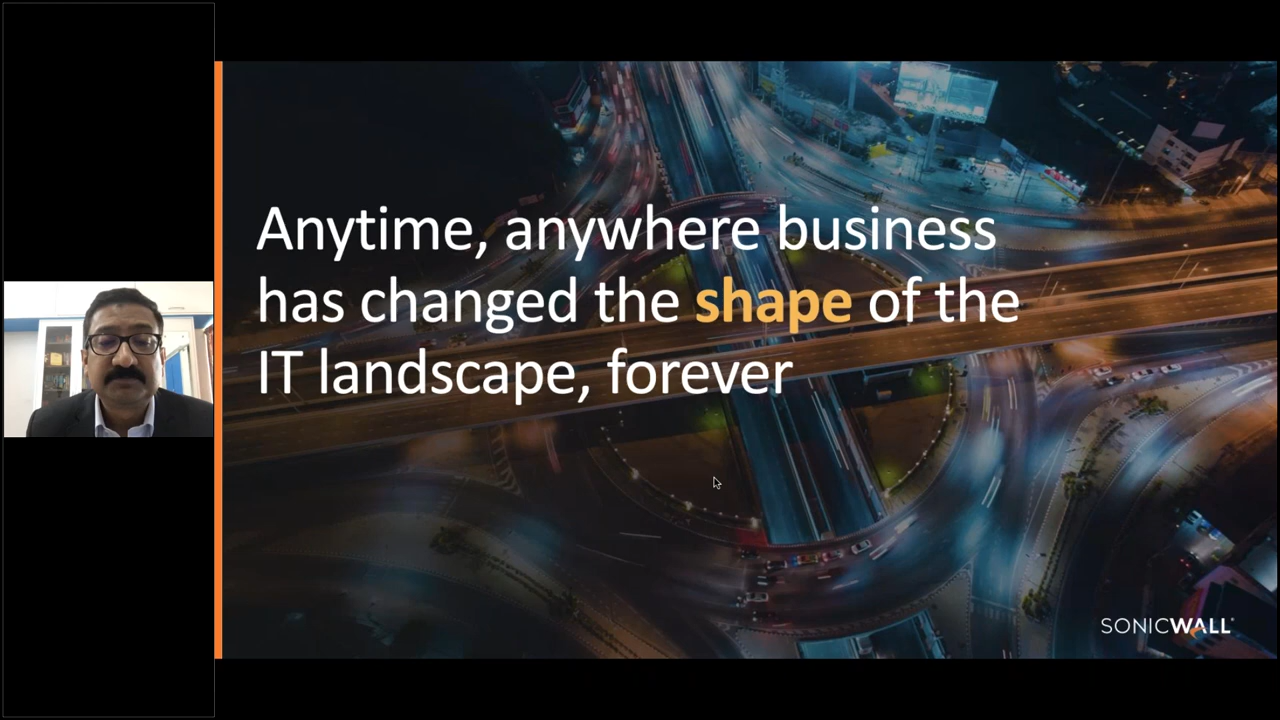 Anytime, anywhere business
has changed the shape of the
IT landscape, forever
SONICWALL